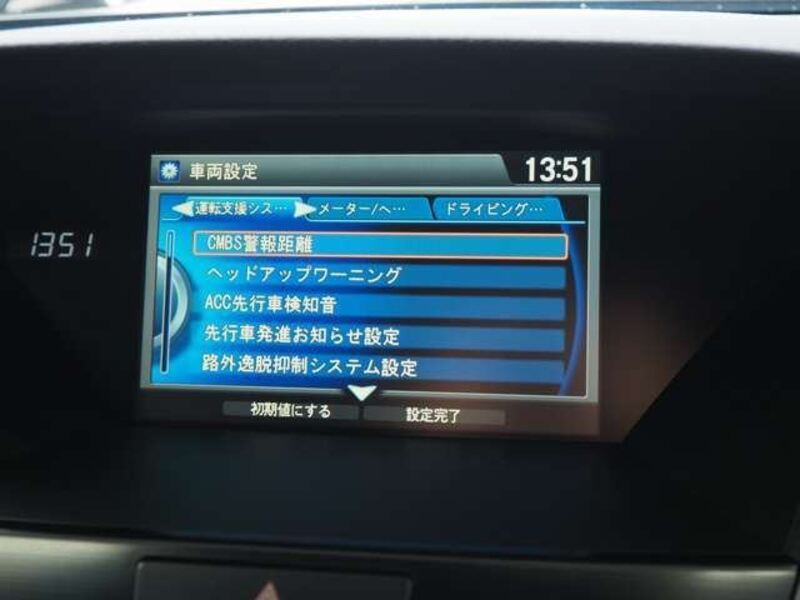 車両設定 13:51
運転支援シス… メーター/ヘ… ドライビング…
1351
CMBS警報距離
ヘッドアップワーニング
ACC先行車検知音
先行車発進お知らせ設定
路外逸脱抑制システム設定
初期値にする 設定完了